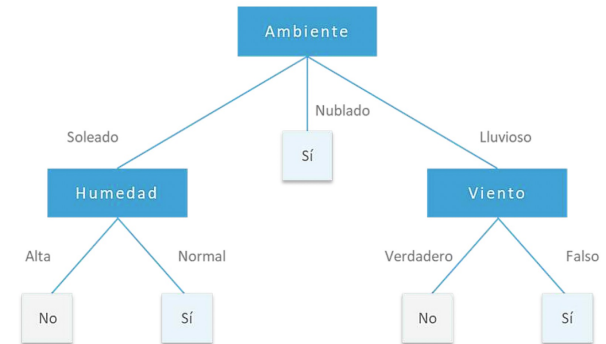 Ambiente
Nublado
Soleado
Lluvioso
Sí
Humedad
Viento
Alta
Normal
Verdadero
Falso
No
Sí
No
Sí